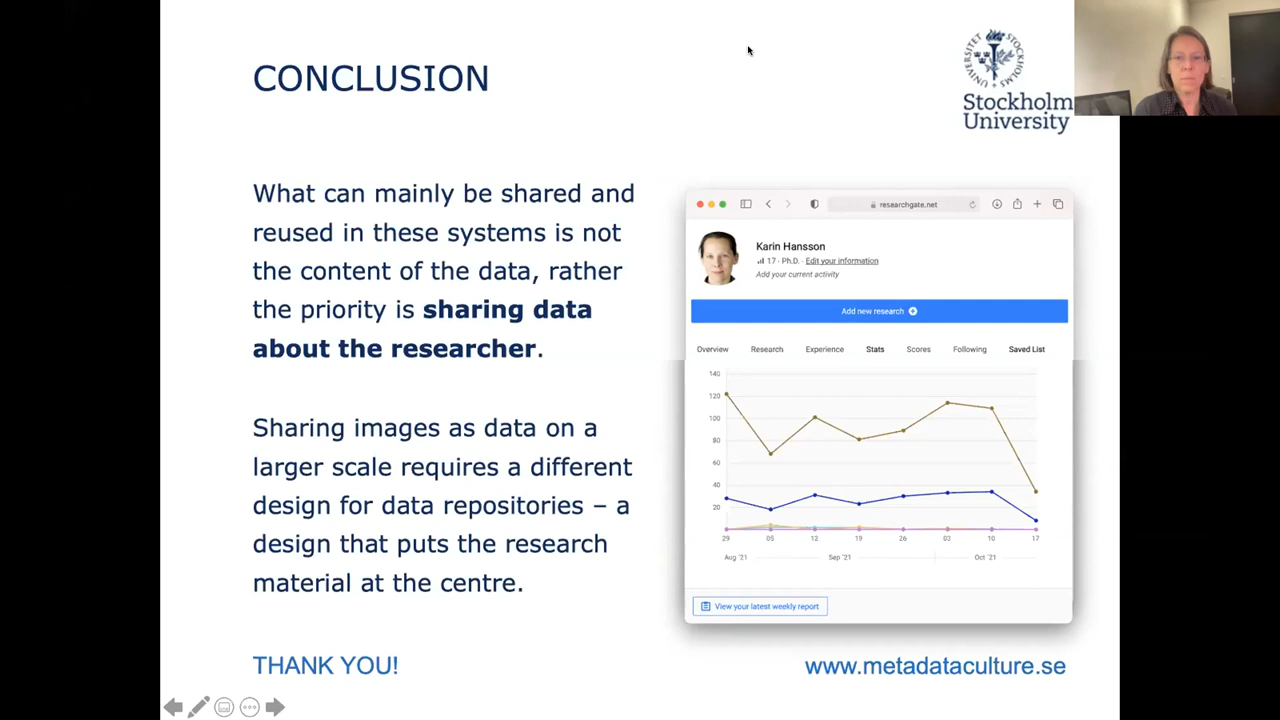 CONCLUSION
STOCKHOLMS UNIVERSITET
Stockholm
University
What can mainly be shared and
reused in these systems is not
the content of the data, rather
the priority is sharing data
about the researcher.
Sharing images as data on a
larger scale requires a different
design for data repositories – a
design that puts the research
material at the centre.
researchgate.net
Karin Hansson
17 · Ph.D. · Edit your information
Add your current activity
Add new research
Overview Research Experience Stats Scores Following Saved List
140
120
100
80
60
40
20
29 05 12 19 26 03 10 17
Aug '21 Sep '21 Oct '21
View your latest weekly report
THANK YOU!
www.metadataculture.se